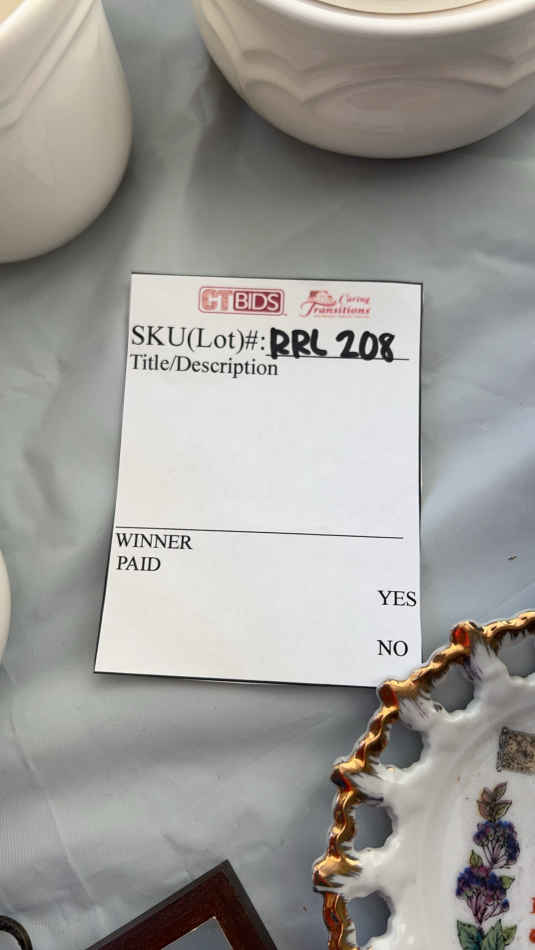 CTBIDS
Caring
Transitions
SKU(Lot)#: RRL 208
Title/Description
WINNER
PAID
YES
NO